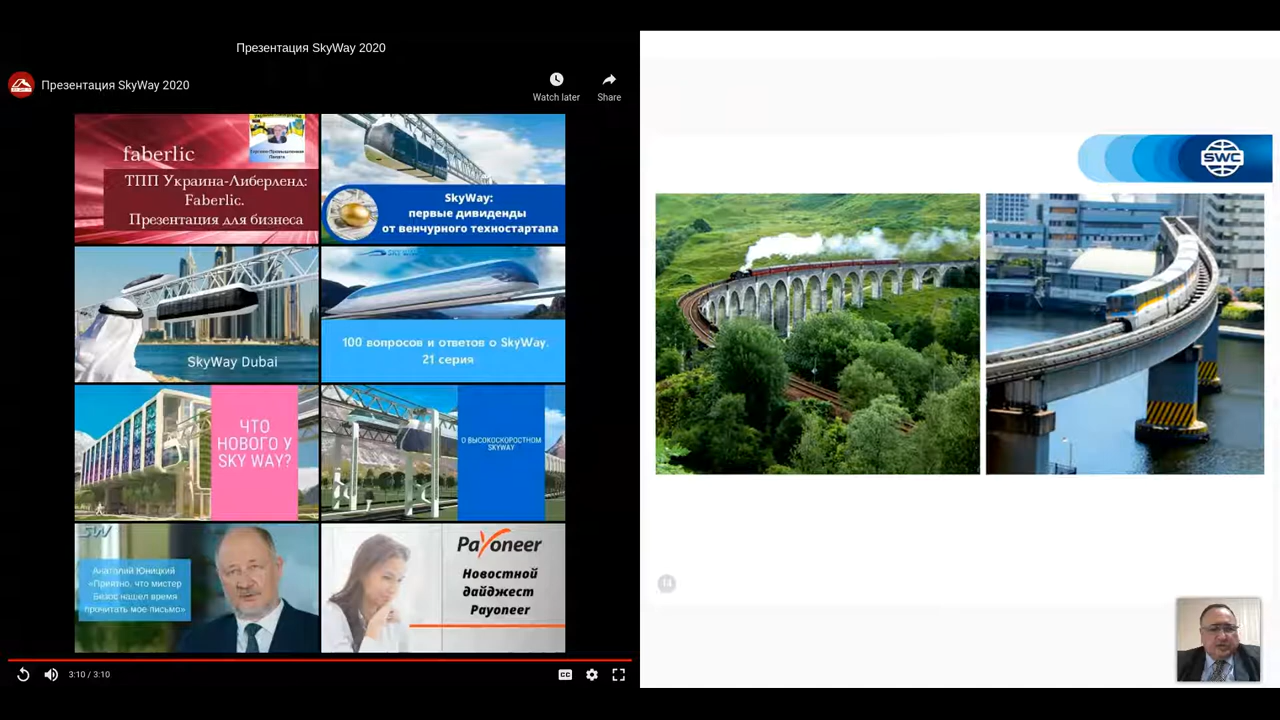 Презентация SkyWay 2020
Презентация SkyWay 2020
Watch later
Share
faberlic
ТПП Украина-Либерленд:
Faberlic.
Презентация для бизнеса
SkyWay:
первые дивиденды
от венчурного техностартапа
SkyWay Dubai
100 вопросов и ответов о SkyWay.
21 серия
ЧТО
НОВОГО У
SKY WAY?
О ВЫСОКОСКОРОСТНОМ
SKYWAY
SW
Анатолий Юницкий
«Приятно, что мистер
Безос нашел время
прочитать мое письмо»
Payoneer
Новостной
дайджест
Payoneer
3:10 / 3:10
CC
SWC
14